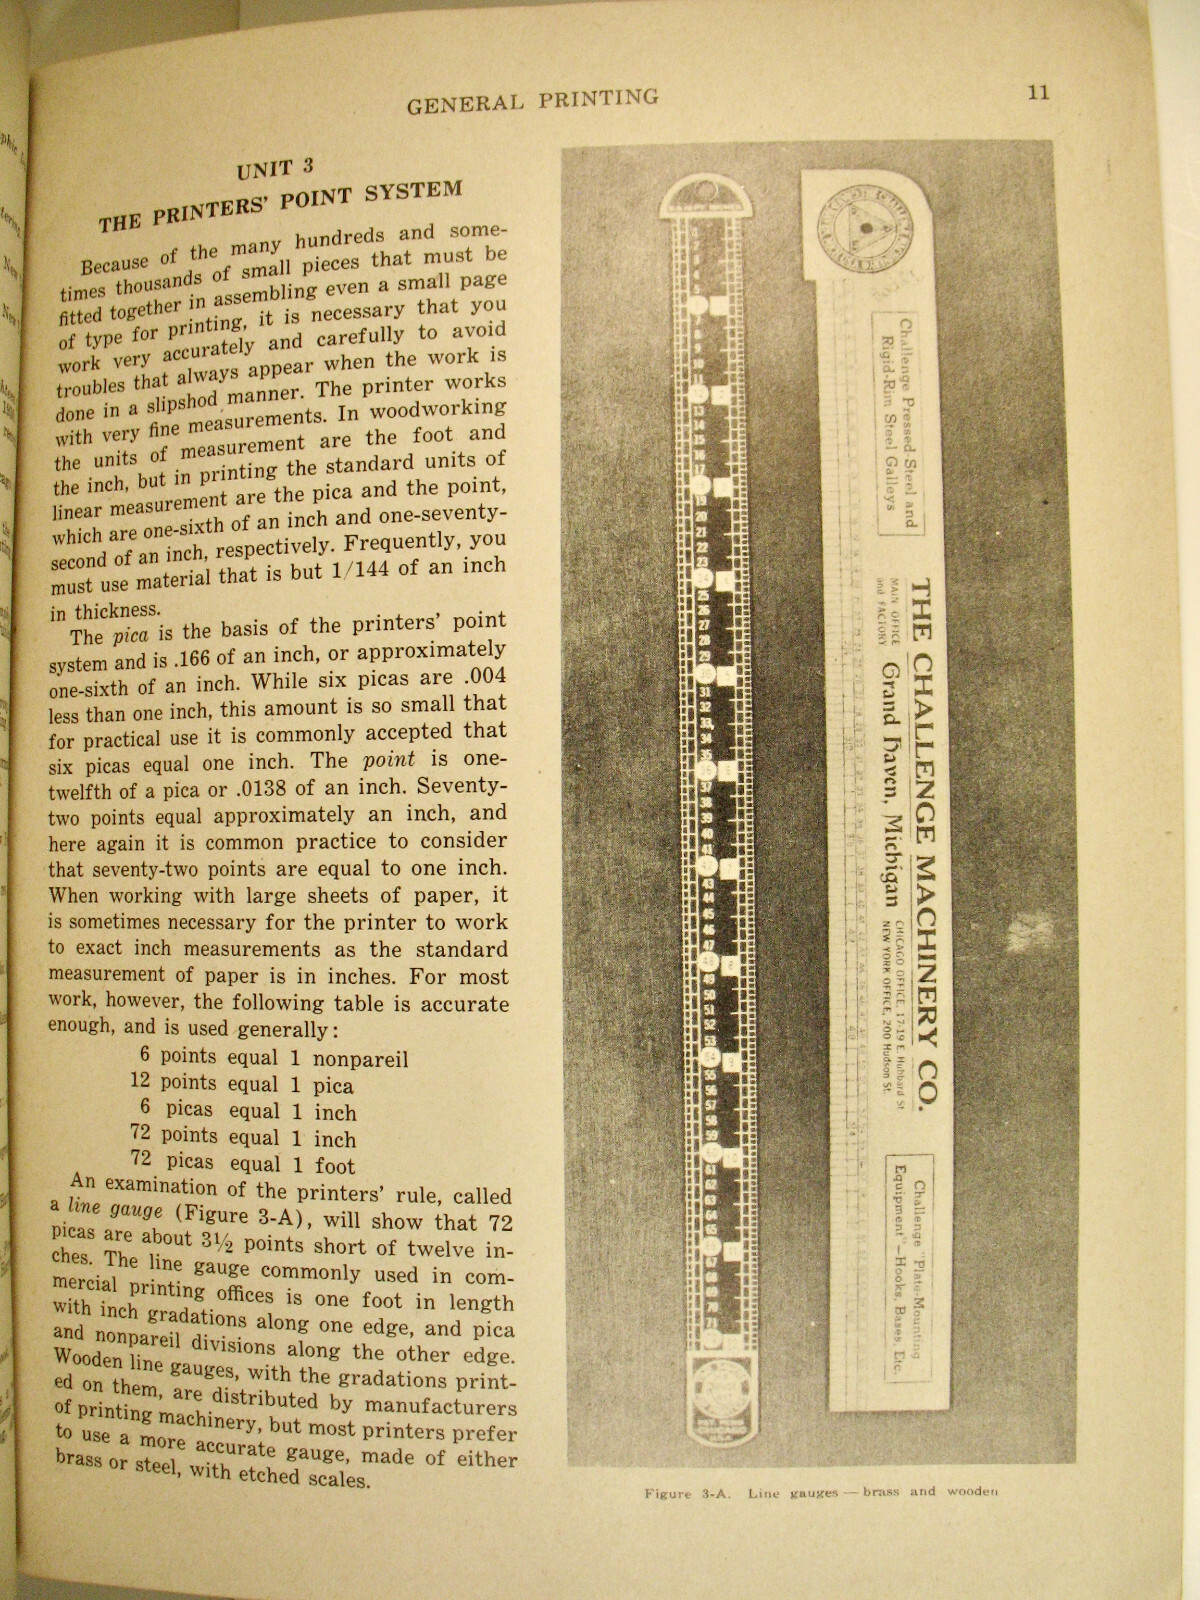 GENERAL PRINTING
11
UNIT 3
THE PRINTERS' POINT SYSTEM
Because of the many hundreds and some-
times thousands of small pieces that must be
fitted together in assembling even a small page
of type for printing, it is necessary that you
work very accurately and carefully to avoid
troubles that always appear when the work is
done in a slipshod manner. The printer works
with very fine measurements. In woodworking
the units of measurement are the foot and
the inch, but in printing the standard units of
linear measurement are the pica and the point,
which are one-sixth of an inch and one-seventy-
second of an inch, respectively. Frequently, you
must use material that is but 1/144 of an inch
in thickness.
The pica is the basis of the printers' point
system and is .166 of an inch, or approximately
one-sixth of an inch. While six picas are .004
less than one inch, this amount is so small that
for practical use it is commonly accepted that
six picas equal one inch. The point is one-
twelfth of a pica or .0138 of an inch. Seventy-
two points equal approximately an inch, and
here again it is common practice to consider
that seventy-two points are equal to one inch.
When working with large sheets of paper, it
is sometimes necessary for the printer to work
to exact inch measurements as the standard
measurement of paper is in inches. For most
work, however, the following table is accurate
enough, and is used generally:
6 points equal 1 nonpareil
12 points equal 1 pica
6 picas equal 1 inch
72 points equal 1 inch
72 picas equal 1 foot
An examination of the printers' rule, called
a line gauge (Figure 3-A), will show that 72
picas are about 3½ points short of twelve in-
ches. The line gauge commonly used in com-
mercial printing offices is one foot in length
with inch gradations along one edge, and pica
and nonpareil divisions along the other edge.
Wooden line gauges, with the gradations print-
ed on them, are distributed by manufacturers
of printing machinery, but most printers prefer
to use a more accurate gauge, made of either
brass or steel, with etched scales.
Challenge Pressed Steel and
Rigid-Rim Steel Galleys
THE CHALLENGE MACHINERY CO.
MAIN OFFICE
and FACTORY
Grand Haven, Michigan
CHICAGO OFFICE, 17-19 E. Hubbard St.
NEW YORK OFFICE, 200 Hudson St.
Challenge "Plate-Mounting
Equipment"—Hooks, Bases, Etc.
Figure 3-A. Line gauges — brass and wooden